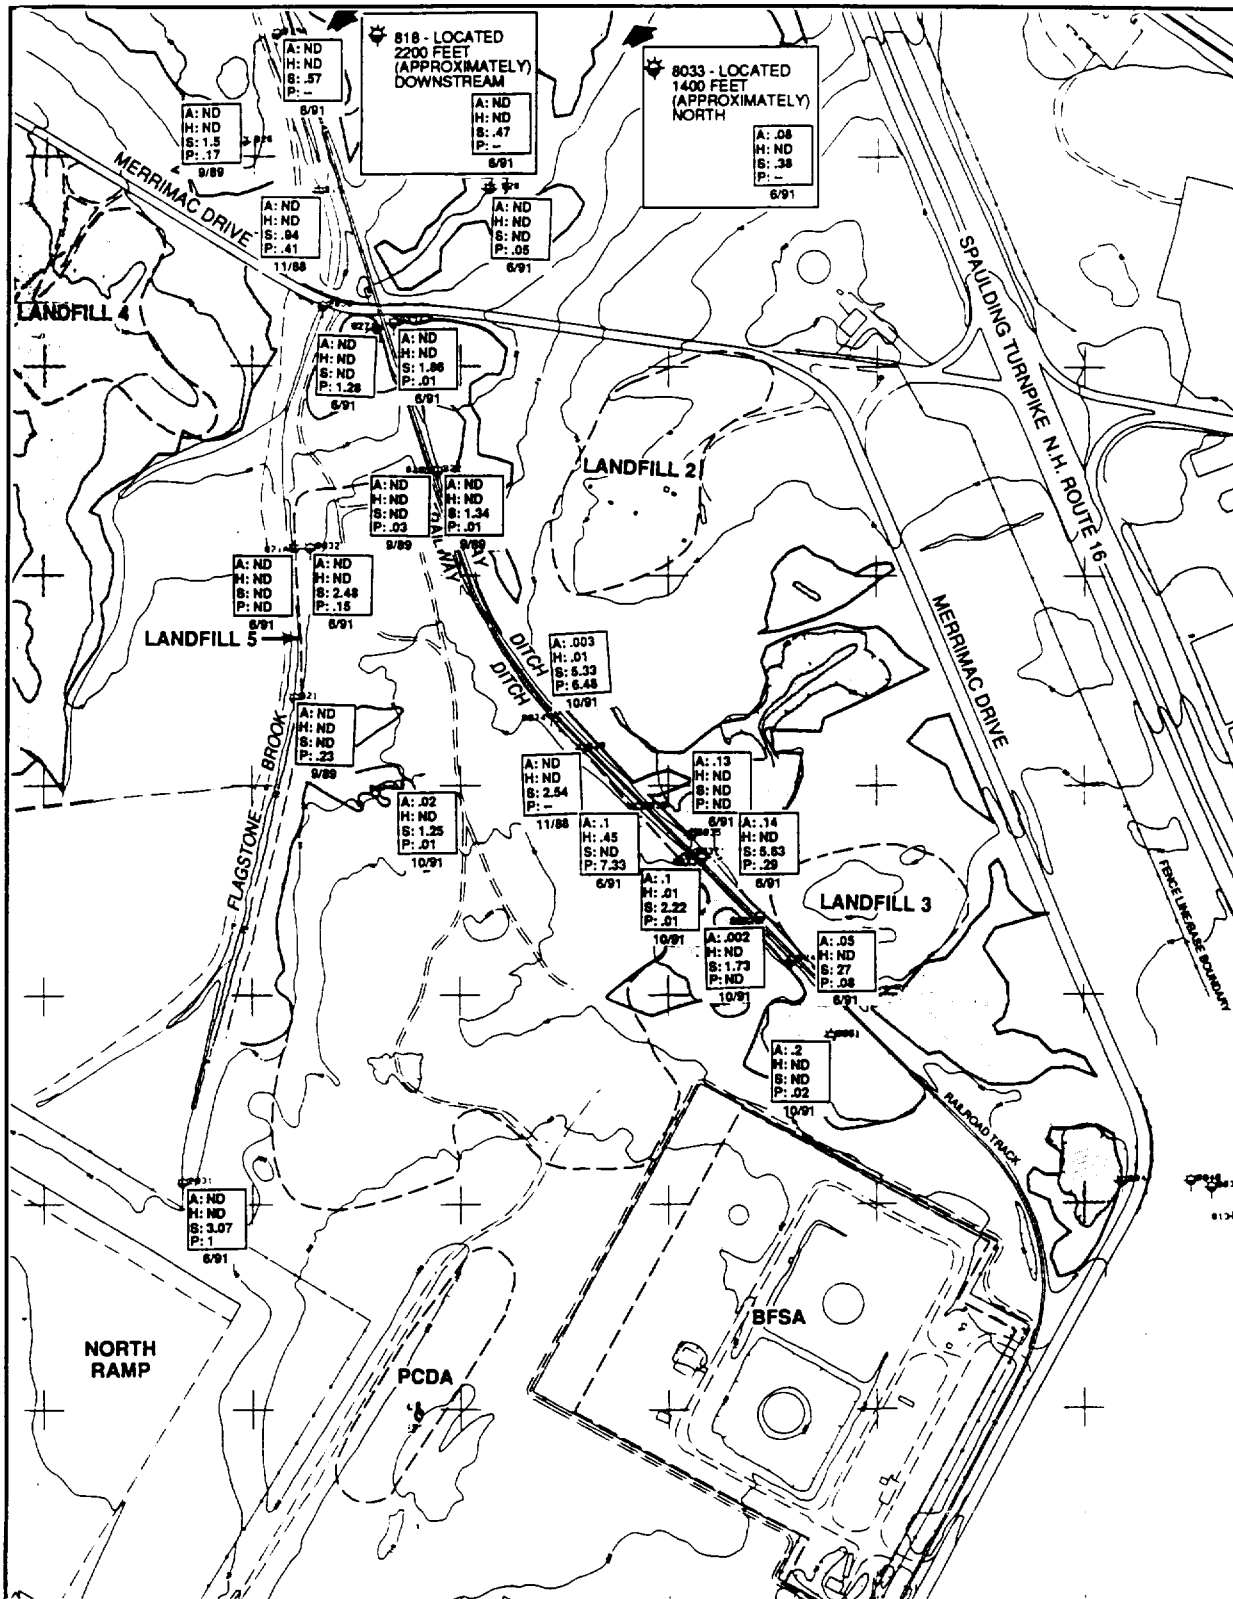 A: ND
H: ND
S: .57
P: --
6/91
818 - LOCATED
2200 FEET
(APPROXIMATELY)
DOWNSTREAM
A: ND
H: ND
S: .47
P: --
6/91
8033 - LOCATED
1400 FEET
(APPROXIMATELY)
NORTH
A: .08
H: ND
S: .38
P: --
6/91
A: ND
H: ND
S: 1.5
P: .17
9/89
MERRIMAC DRIVE
A: ND
H: ND
S: .94
P: .41
11/88
A: ND
H: ND
S: ND
P: .05
6/91
LANDFILL 4
A: ND
H: ND
S: ND
P: 1.28
6/91
A: ND
H: ND
S: 1.86
P: .01
6/91
SPAULDING TURNPIKE N.H. ROUTE 16
LANDFILL 2
A: ND
H: ND
S: ND
P: .03
9/89
A: ND
H: ND
S: 1.34
P: .01
9/89
A: ND
H: ND
S: ND
P: ND
6/91
A: ND
H: ND
S: 2.48
P: .15
6/91
LANDFILL 5
DITCH
DITCH
A: .003
H: .01
S: 5.33
P: 6.48
10/91
MERRIMAC DRIVE
A: ND
H: ND
S: ND
P: .23
9/89
FLAGSTONE BROOK
A: .02
H: ND
S: 1.25
P: .01
10/91
A: ND
H: ND
S: 2.54
P: --
11/88
A: .13
H: ND
S: ND
P: ND
6/91
A: .1
H: .45
S: ND
P: 7.33
6/91
A: .14
H: ND
S: 5.63
P: .29
6/91
A: .1
H: .01
S: 2.22
P: .01
10/91
LANDFILL 3
FENCE LINE/BASE BOUNDARY
A: .002
H: ND
S: 1.73
P: ND
10/91
A: .05
H: ND
S: 27
P: .08
6/91
A: .2
H: ND
S: ND
P: .02
10/91
RAILROAD TRACK
A: ND
H: ND
S: 3.07
P: 1
6/91
NORTH
RAMP
PCDA
BFSA